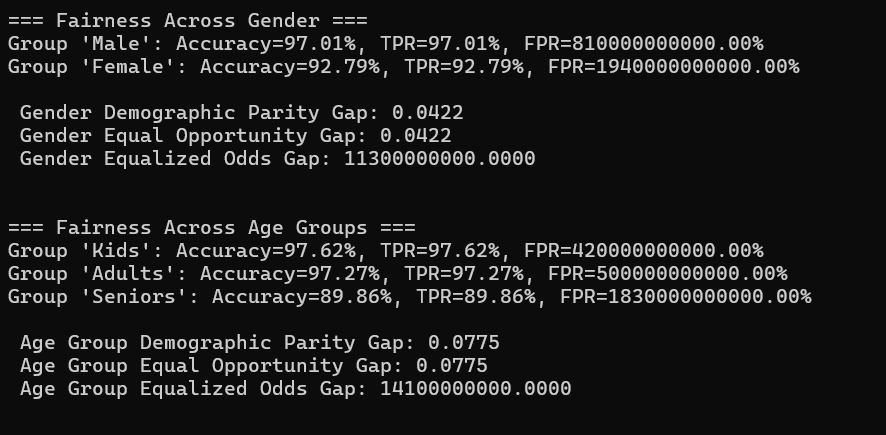 === Fairness Across Gender ===
Group 'Male': Accuracy=97.01%, TPR=97.01%, FPR=810000000000.00%
Group 'Female': Accuracy=92.79%, TPR=92.79%, FPR=1940000000000.00%
Gender Demographic Parity Gap: 0.0422
Gender Equal Opportunity Gap: 0.0422
Gender Equalized Odds Gap: 11300000000.0000
=== Fairness Across Age Groups ===
Group 'Kids': Accuracy=97.62%, TPR=97.62%, FPR=420000000000.00%
Group 'Adults': Accuracy=97.27%, TPR=97.27%, FPR=500000000000.00%
Group 'Seniors': Accuracy=89.86%, TPR=89.86%, FPR=1830000000000.00%
Age Group Demographic Parity Gap: 0.0775
Age Group Equal Opportunity Gap: 0.0775
Age Group Equalized Odds Gap: 14100000000.0000